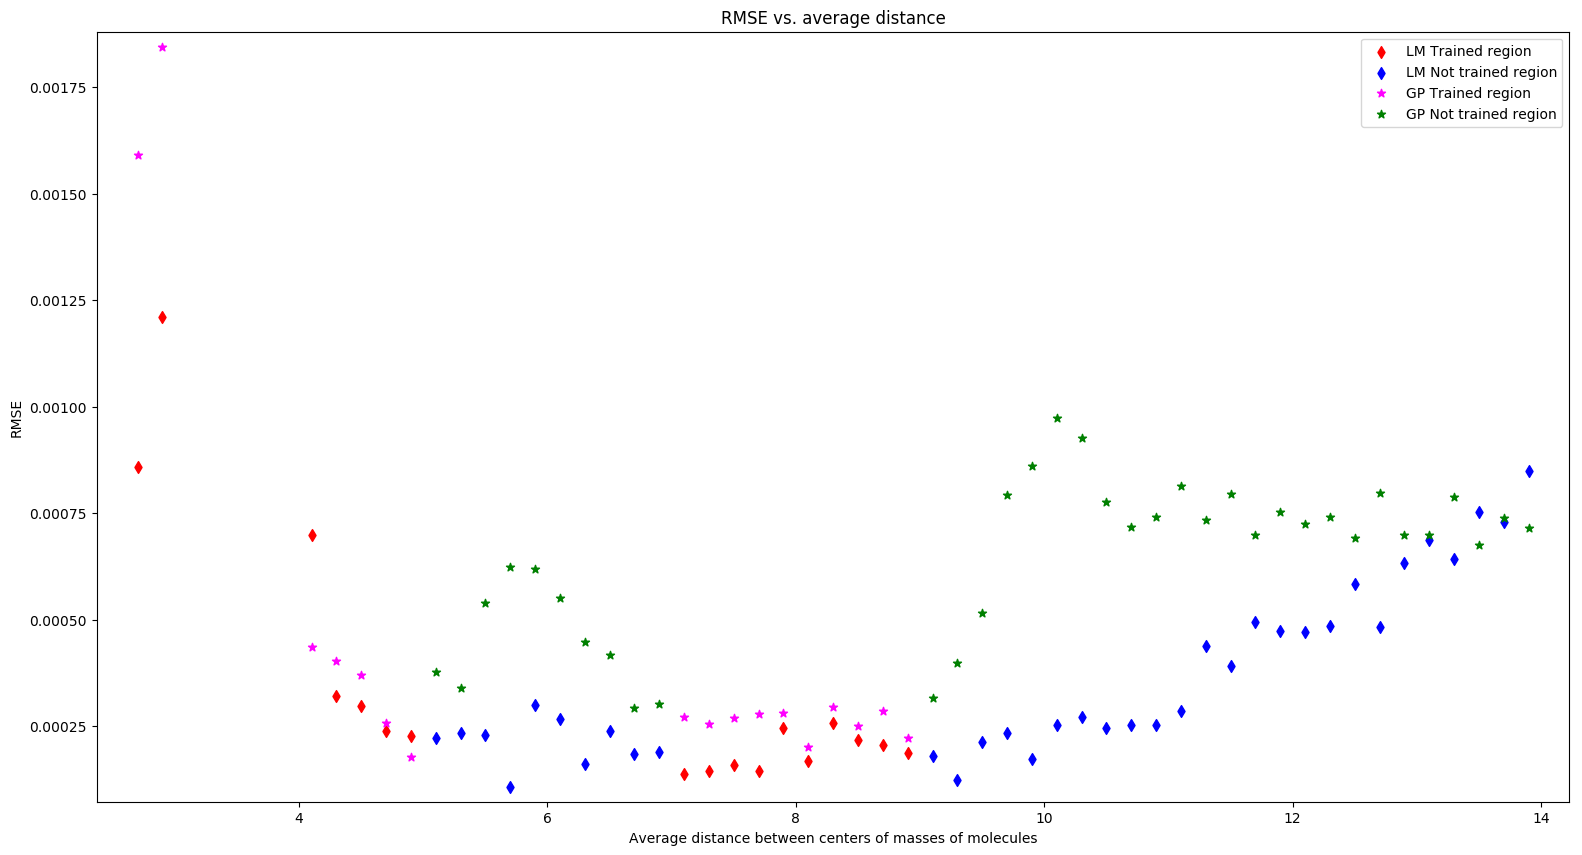 RMSE vs. average distance
LM Trained region
LM Not trained region
GP Trained region
GP Not trained region
0.00175
0.00150
0.00125
0.00100
0.00075
0.00050
0.00025
RMSE
4
6
8
10
12
14
Average distance between centers of masses of molecules